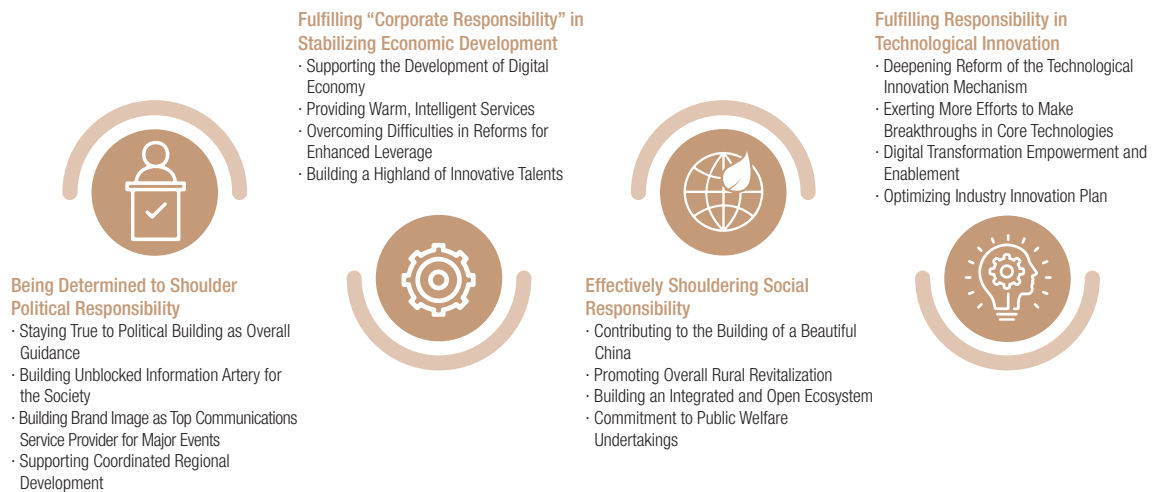 Being Determined to Shoulder
Political Responsibility
· Staying True to Political Building as Overall
Guidance
· Building Unblocked Information Artery for
the Society
· Building Brand Image as Top Communications
Service Provider for Major Events
· Supporting Coordinated Regional
Development
Fulfilling “Corporate Responsibility” in
Stabilizing Economic Development
· Supporting the Development of Digital
Economy
· Providing Warm, Intelligent Services
· Overcoming Difficulties in Reforms for
Enhanced Leverage
· Building a Highland of Innovative Talents
Effectively Shouldering Social
Responsibility
· Contributing to the Building of a Beautiful
China
· Promoting Overall Rural Revitalization
· Building an Integrated and Open Ecosystem
· Commitment to Public Welfare
Undertakings
Fulfilling Responsibility in
Technological Innovation
· Deepening Reform of the Technological
Innovation Mechanism
· Exerting More Efforts to Make
Breakthroughs in Core Technologies
· Digital Transformation Empowerment and
Enablement
· Optimizing Industry Innovation Plan